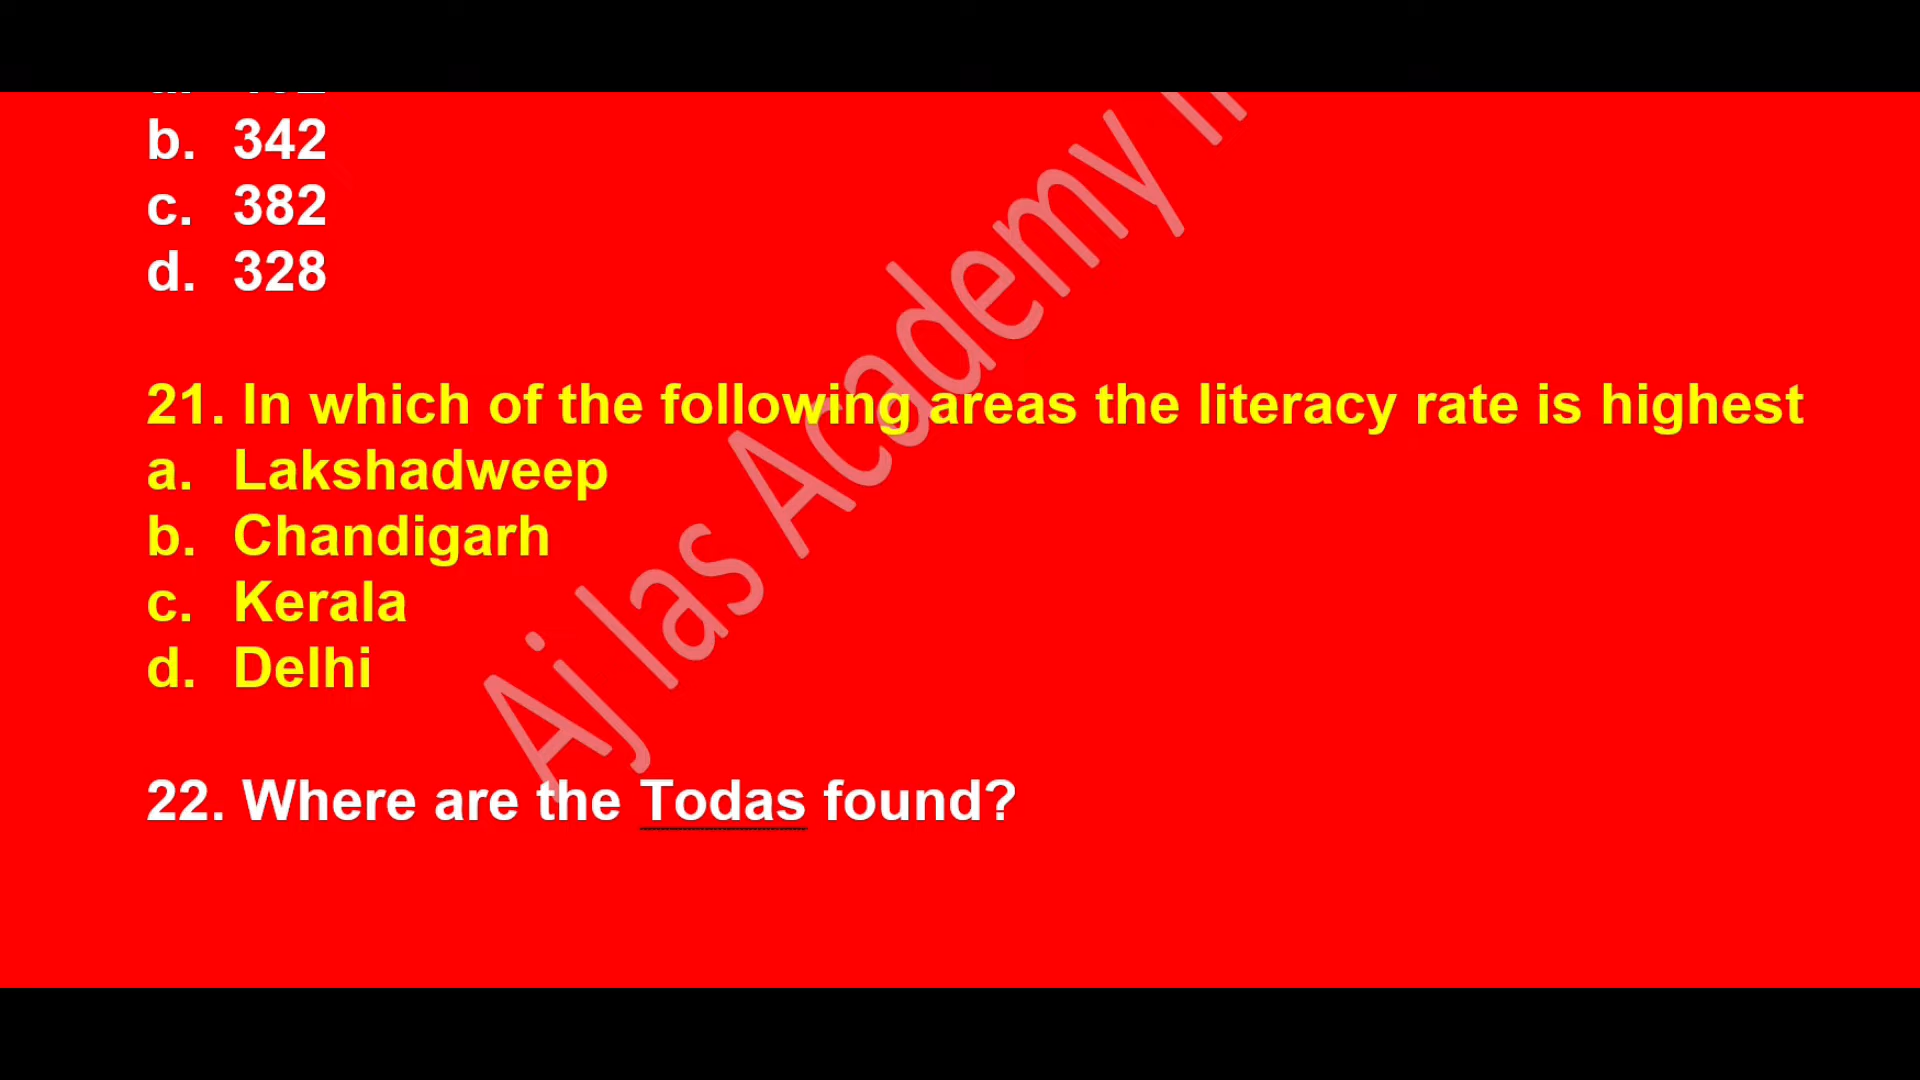 b. 342
c. 382
d. 328
21. In which of the following areas the literacy rate is highest
a. Lakshadweep
b. Chandigarh
c. Kerala
d. Delhi
22. Where are the Todas found?
Aj Ias Academy